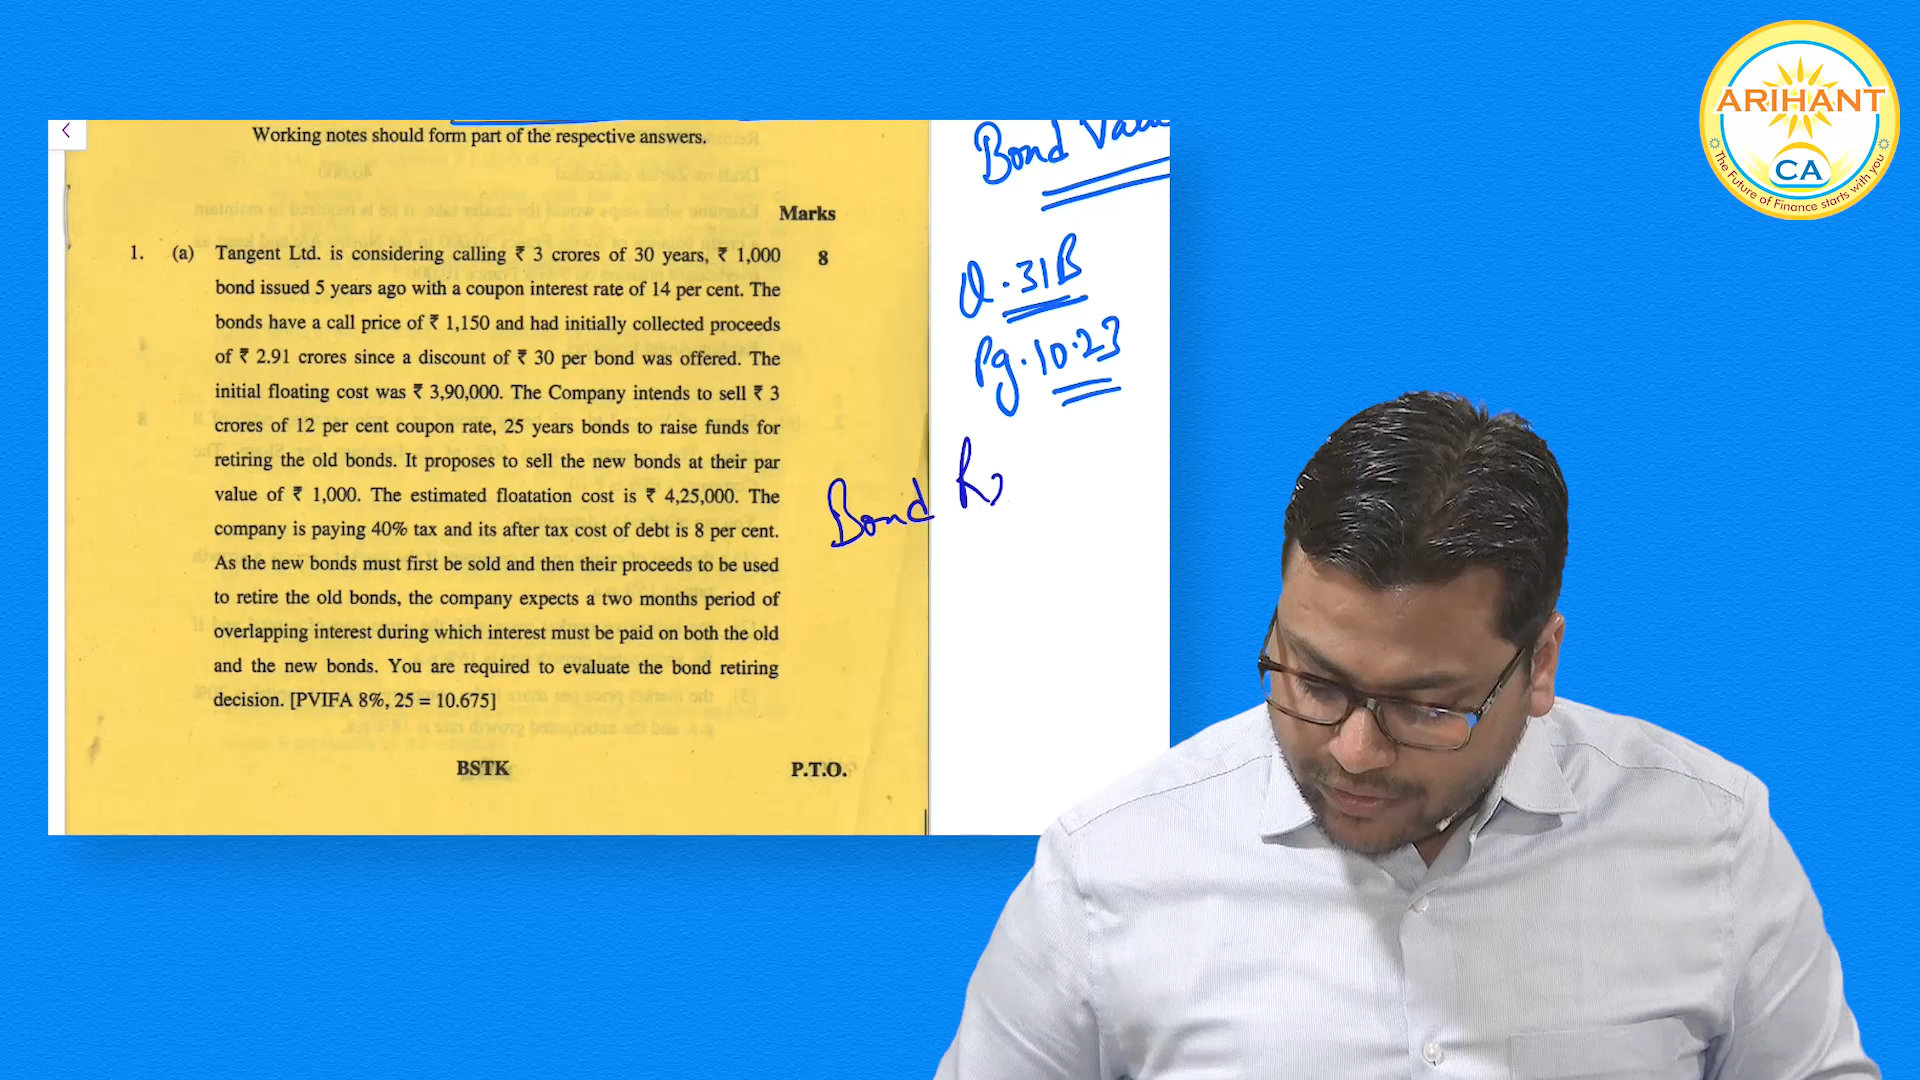 Working notes should form part of the respective answers.
Marks
1. (a) Tangent Ltd. is considering calling ₹ 3 crores of 30 years, ₹ 1,000 8
bond issued 5 years ago with a coupon interest rate of 14 per cent. The
bonds have a call price of ₹ 1,150 and had initially collected proceeds
of ₹ 2.91 crores since a discount of ₹ 30 per bond was offered. The
initial floating cost was ₹ 3,90,000. The Company intends to sell ₹ 3
crores of 12 per cent coupon rate, 25 years bonds to raise funds for
retiring the old bonds. It proposes to sell the new bonds at their par
value of ₹ 1,000. The estimated floatation cost is ₹ 4,25,000. The
company is paying 40% tax and its after tax cost of debt is 8 per cent.
As the new bonds must first be sold and then their proceeds to be used
to retire the old bonds, the company expects a two months period of
overlapping interest during which interest must be paid on both the old
and the new bonds. You are required to evaluate the bond retiring
decision. [PVIFA 8%, 25 = 10.675]
BSTK P.T.O.
Bond
Q.31B
Pg.10.23
Bond R
ARIHANT
CA
The Future of Finance starts with you